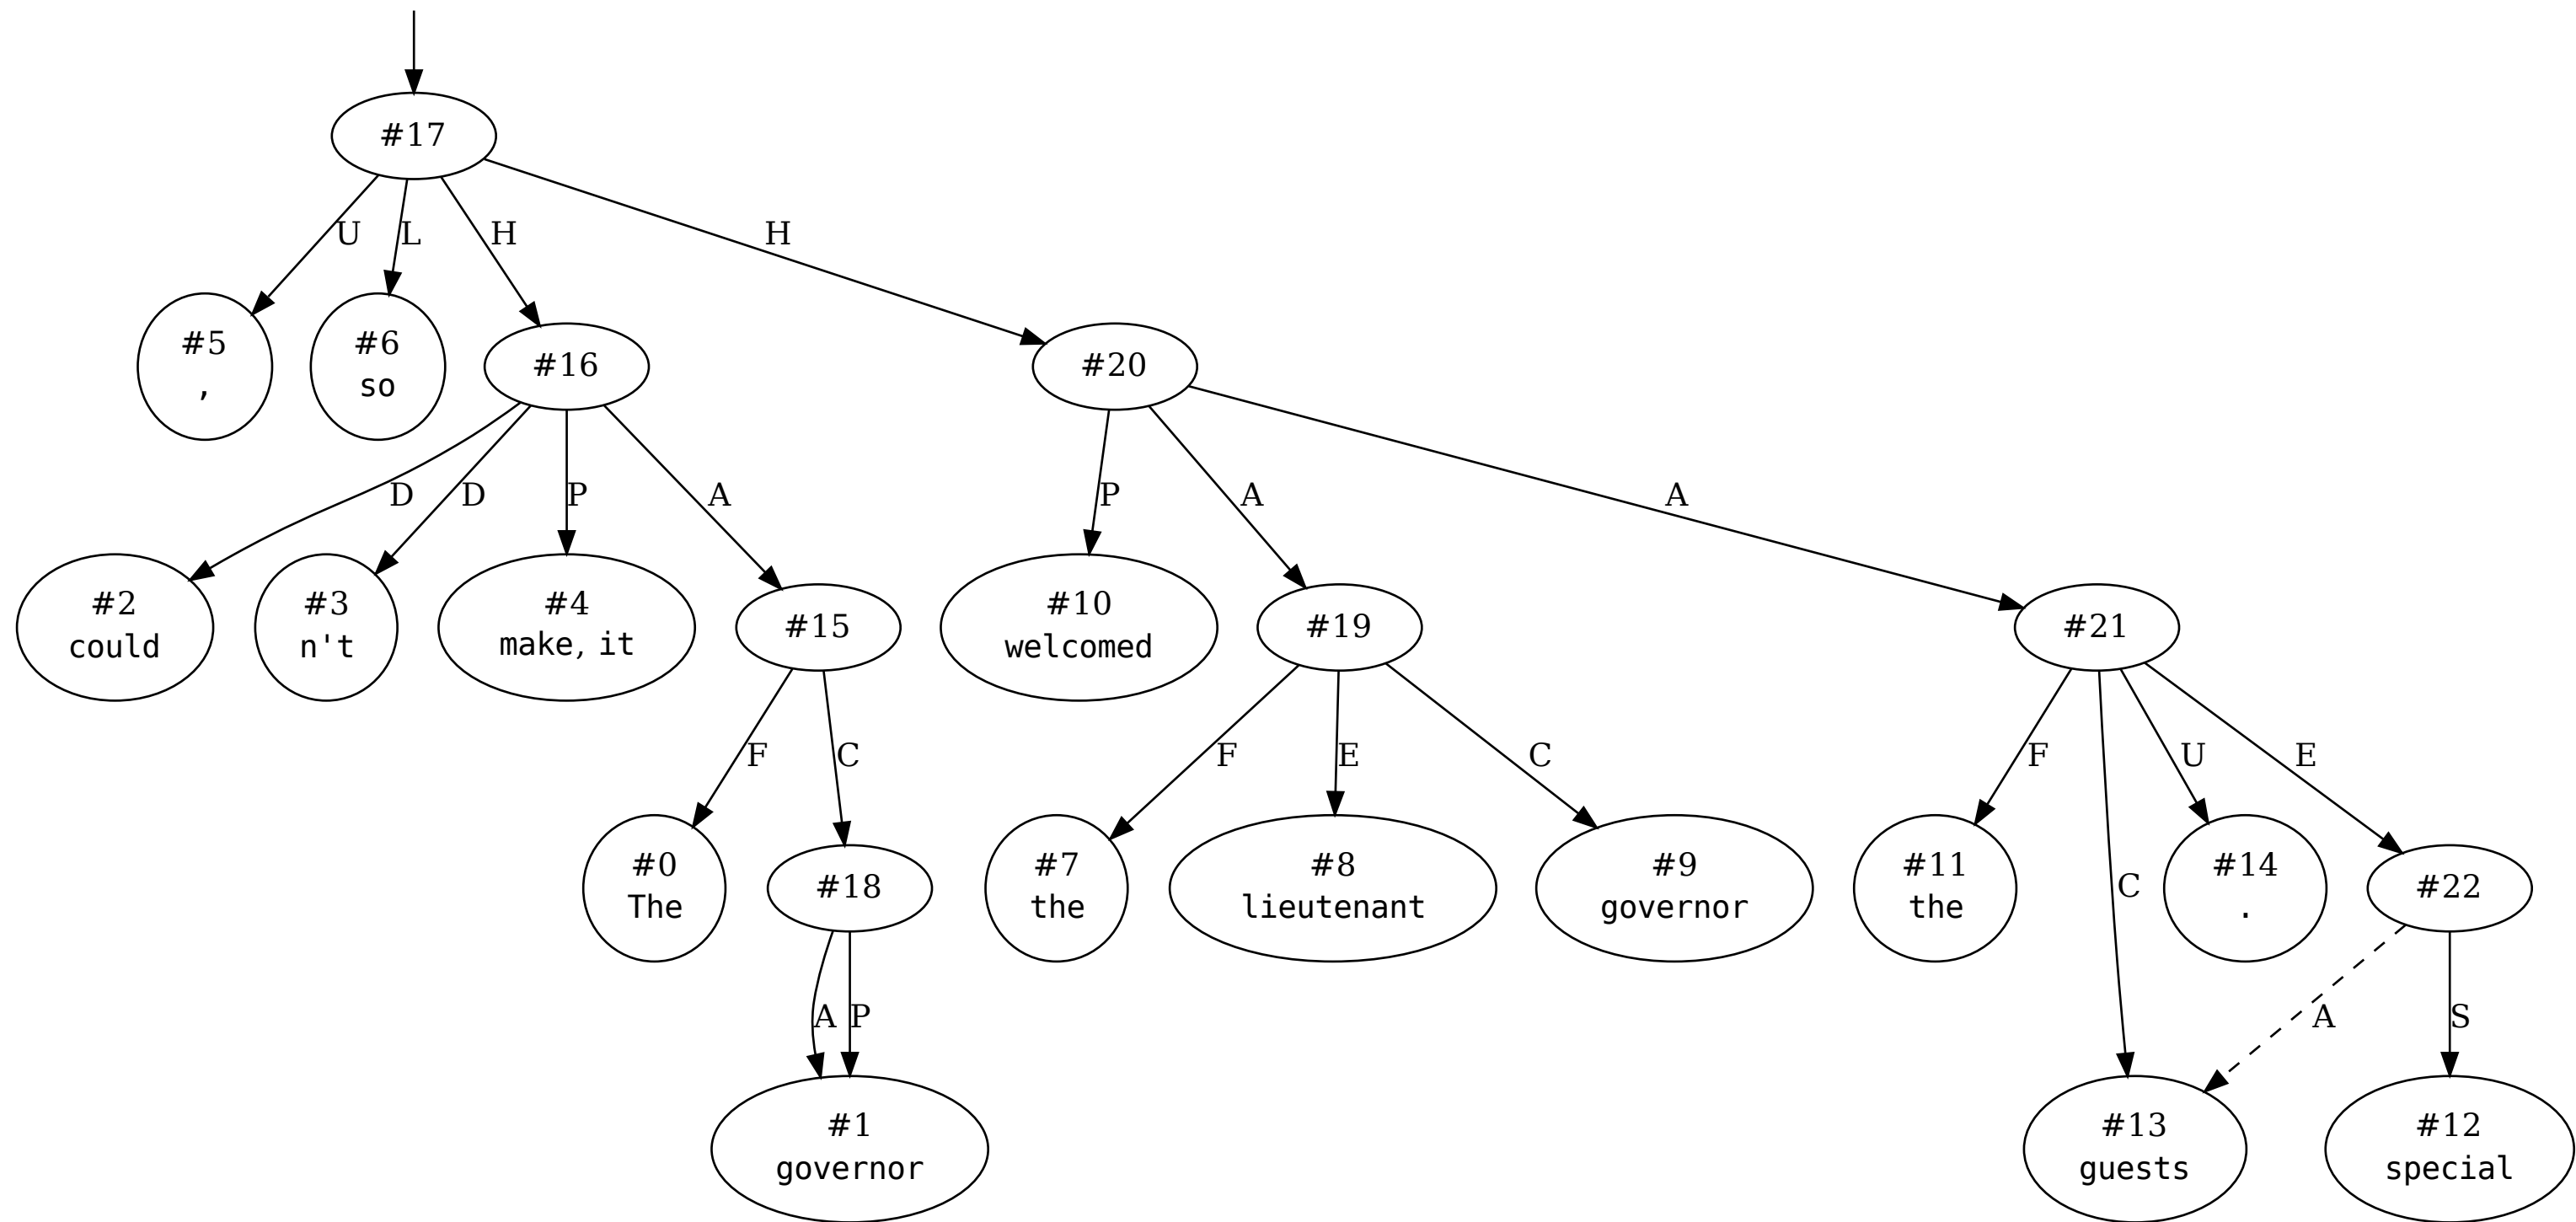 #17
U
L
H
H
#5
,
#6
so
#16
#20
D
D
P
A
P
A
A
#2
could
#3
n't
#4
make, it
#15
#10
welcomed
#19
#21
F
C
F
E
C
F
C
U
E
#0
The
#18
#7
the
#8
lieutenant
#9
governor
#11
the
#14
.
#22
A
P
A
S
#1
governor
#13
guests
#12
special